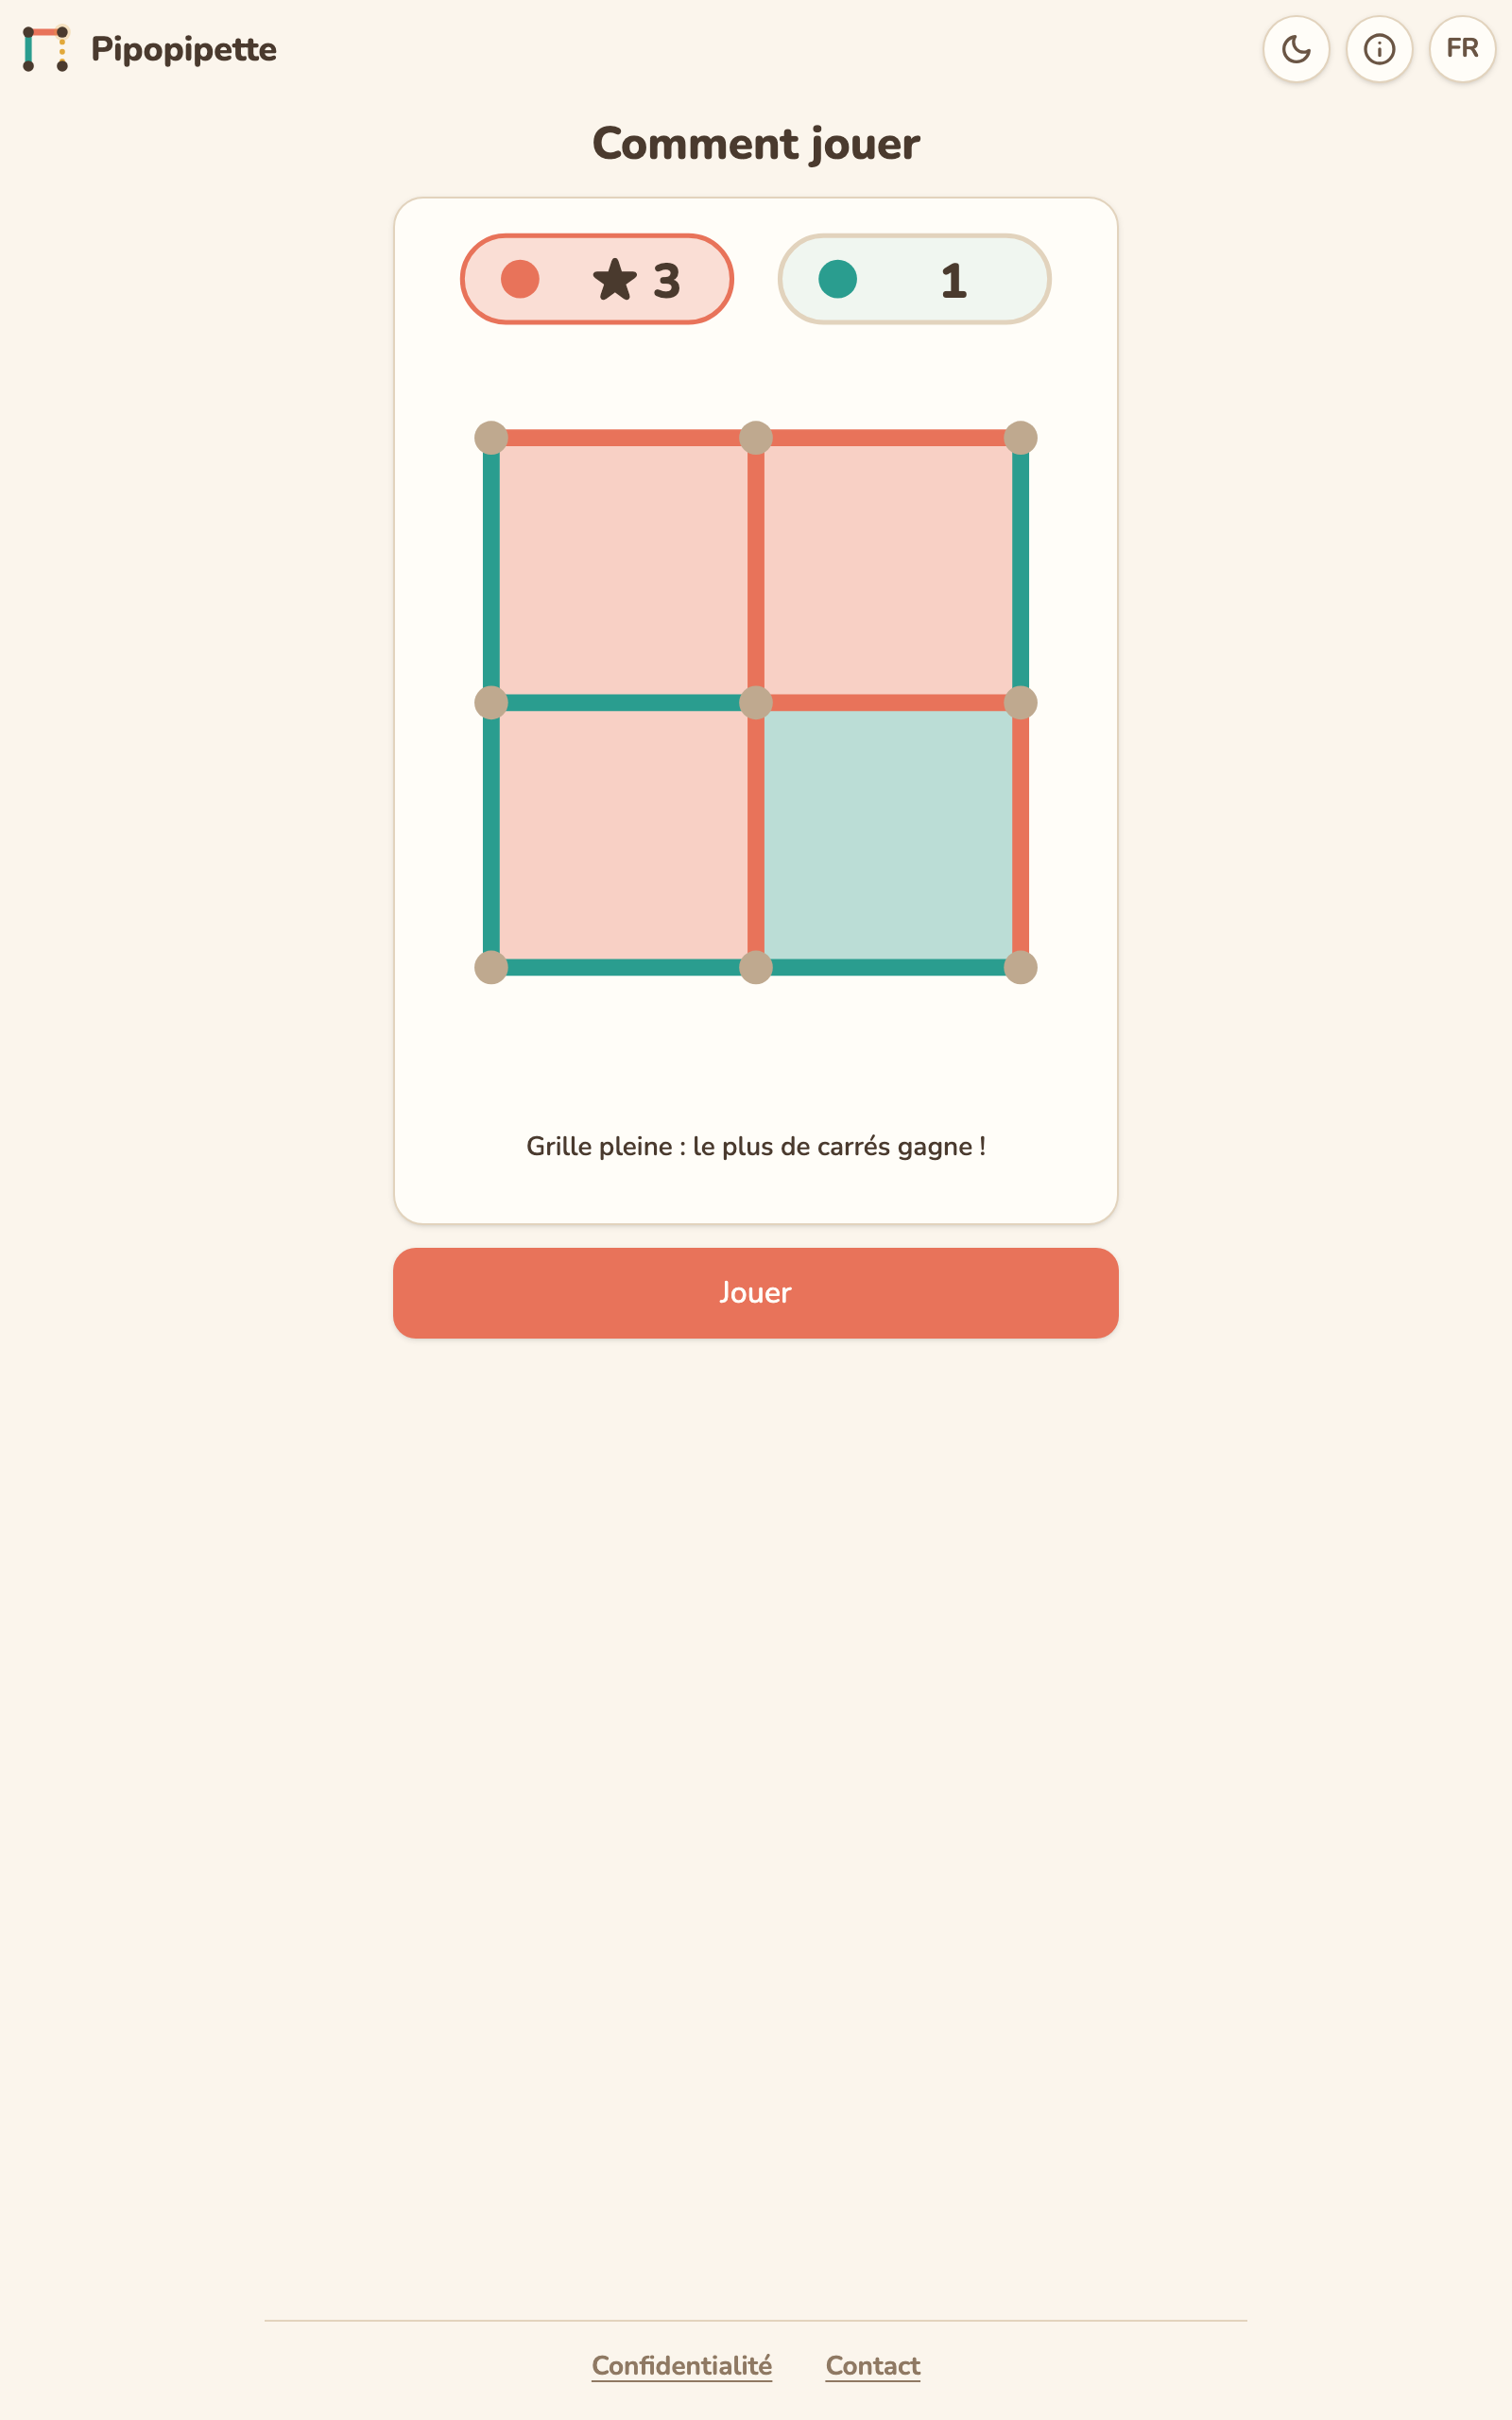 Pipopipette
FR
Comment jouer
3
1
Grille pleine : le plus de carrés gagne !
Jouer
Confidentialité
Contact